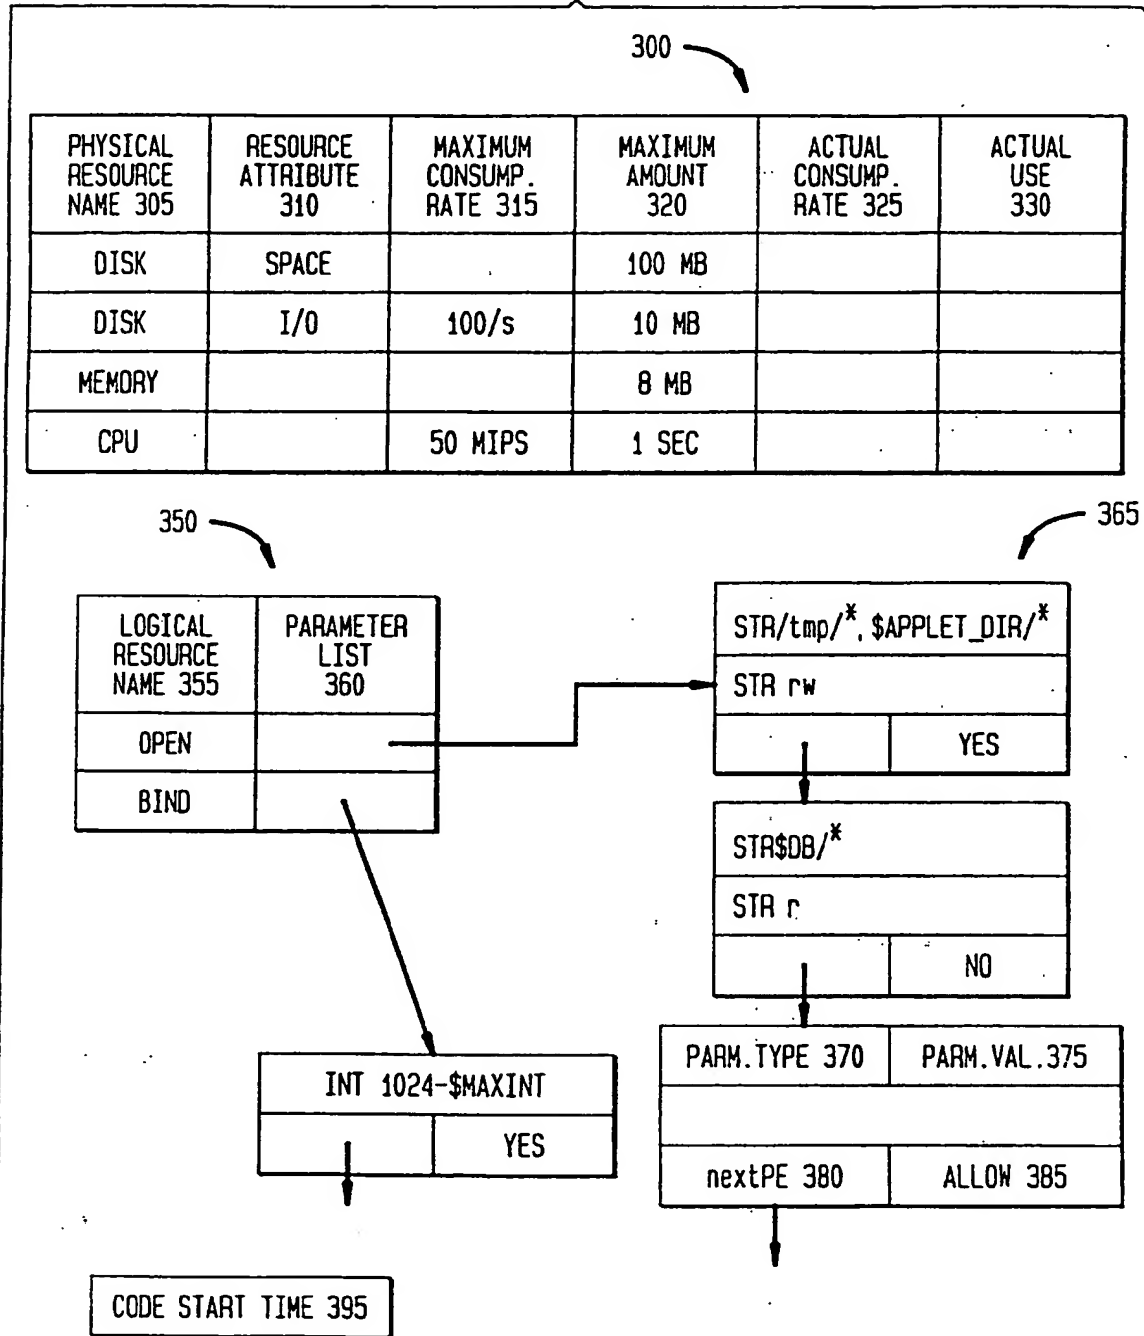 300
PHYSICAL RESOURCE NAME 305 RESOURCE ATTRIBUTE 310 MAXIMUM CONSUMP. RATE 315 MAXIMUM AMOUNT 320 ACTUAL CONSUMP. RATE 325 ACTUAL USE 330
DISK SPACE 100 MB
DISK I/O 100/s 10 MB
MEMORY 8 MB
CPU 50 MIPS 1 SEC
350
365
LOGICAL RESOURCE NAME 355 PARAMETER LIST 360
OPEN
BIND
STR/tmp/*, $APPLET_DIR/*
STR rw
YES
STR$DB/*
STR r
NO
PARM.TYPE 370 PARM.VAL.375
nextPE 380 ALLOW 385
INT 1024-$MAXINT
YES
CODE START TIME 395